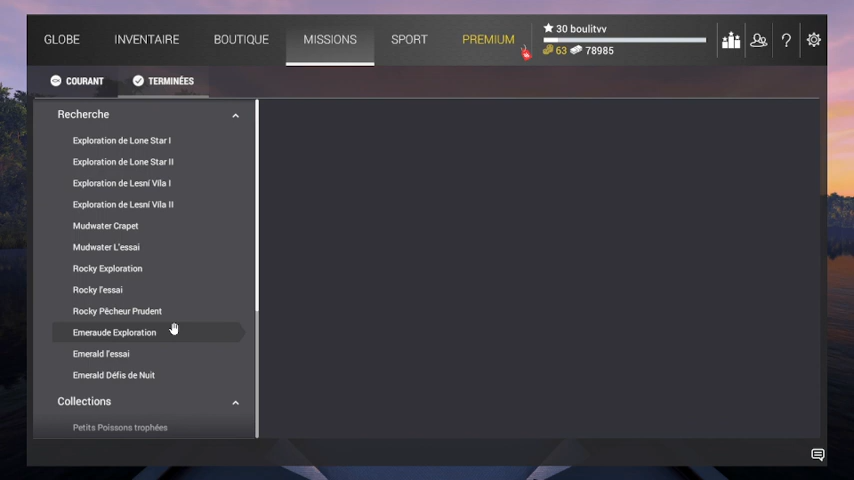 GLOBE INVENTAIRE BOUTIQUE MISSIONS SPORT PREMIUM 30 boulitvv
63 78985
COURANT TERMINÉES
Recherche
Exploration de Lone Star I
Exploration de Lone Star II
Exploration de Lesní Vila I
Exploration de Lesní Vila II
Mudwater Crapet
Mudwater L'essai
Rocky Exploration
Rocky l'essai
Rocky Pêcheur Prudent
Emeraude Exploration
Emerald l'essai
Emerald Défis de Nuit
Collections
Petits Poissons trophées